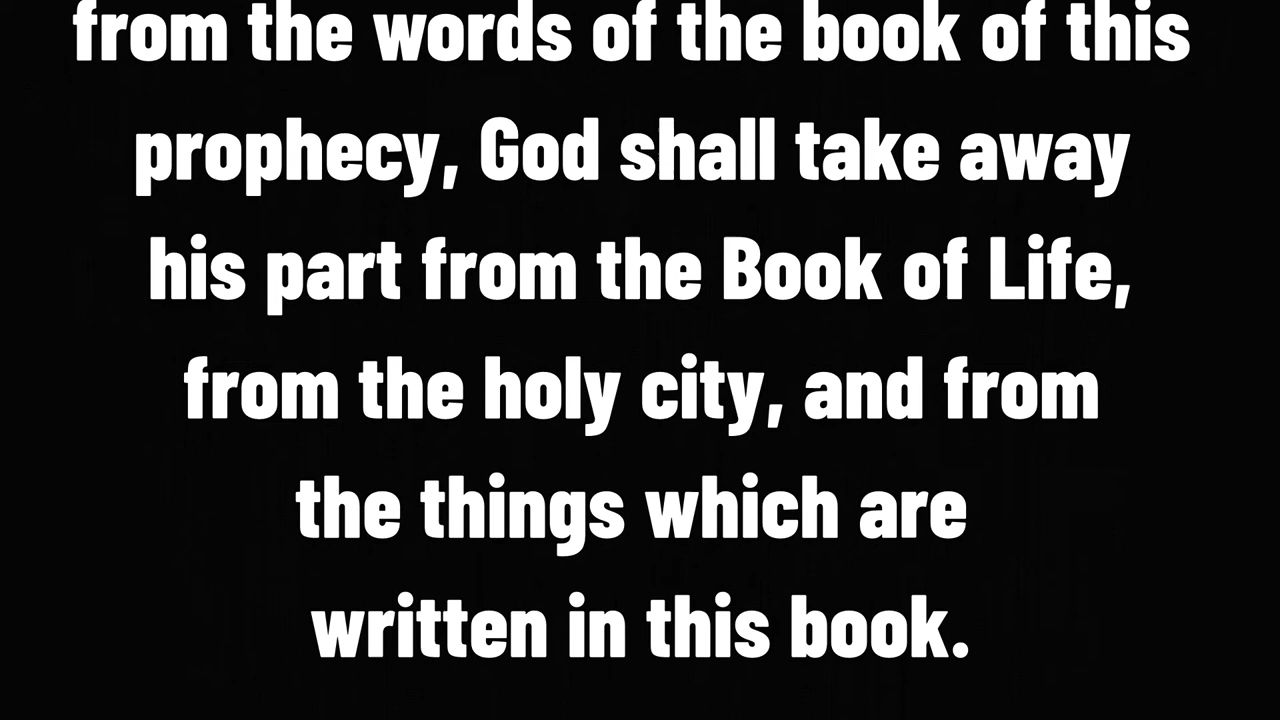 from the words of the book of this
prophecy, God shall take away
his part from the Book of Life,
from the holy city, and from
the things which are
written in this book.